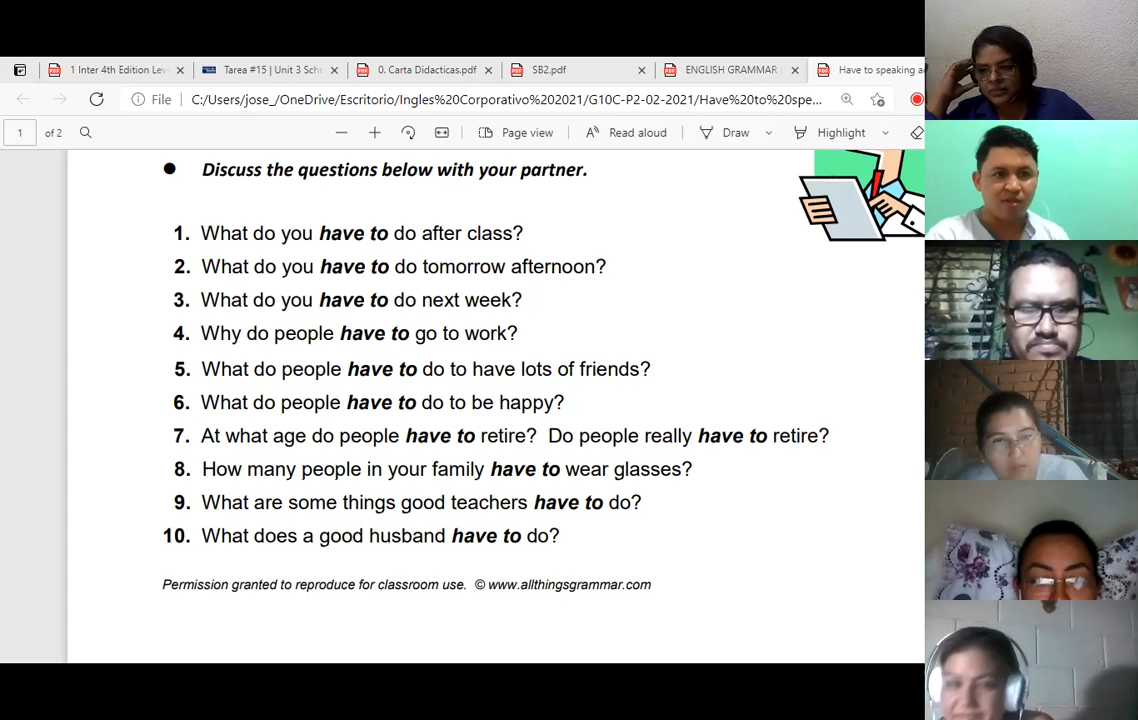 1 Inter 4th Edition Lev
Tarea #15 | Unit 3 Sch
0. Carta Didacticas.pdf
SB2.pdf
ENGLISH GRAMMAR
Have to speaking a
File
C:/Users/jose_/OneDrive/Escritorio/Ingles%20Corporativo%202021/G10C-P2-02-2021/Have%20to%20spe...
1 of 2
Page view
Read aloud
Draw
Highlight
● Discuss the questions below with your partner.
1. What do you have to do after class?
2. What do you have to do tomorrow afternoon?
3. What do you have to do next week?
4. Why do people have to go to work?
5. What do people have to do to have lots of friends?
6. What do people have to do to be happy?
7. At what age do people have to retire? Do people really have to retire?
8. How many people in your family have to wear glasses?
9. What are some things good teachers have to do?
10. What does a good husband have to do?
Permission granted to reproduce for classroom use. © www.allthingsgrammar.com